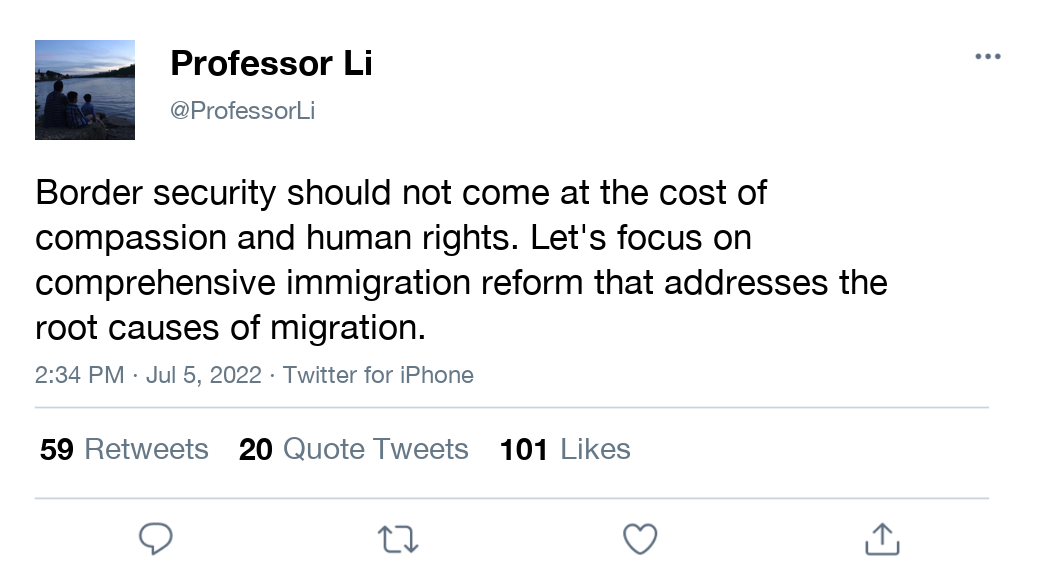 Professor Li
@ProfessorLi
Border security should not come at the cost of
compassion and human rights. Let's focus on
comprehensive immigration reform that addresses the
root causes of migration.
2:34 PM · Jul 5, 2022 · Twitter for iPhone
59 Retweets 20 Quote Tweets 101 Likes